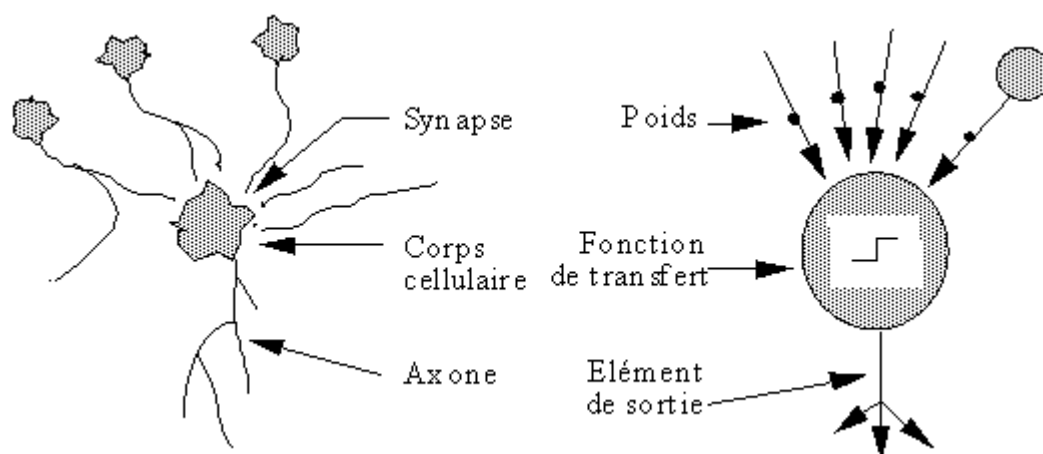 Synapse
Corps
cellulaire
Axone
Poids
Fonction
de transfert
Elément
de sortie